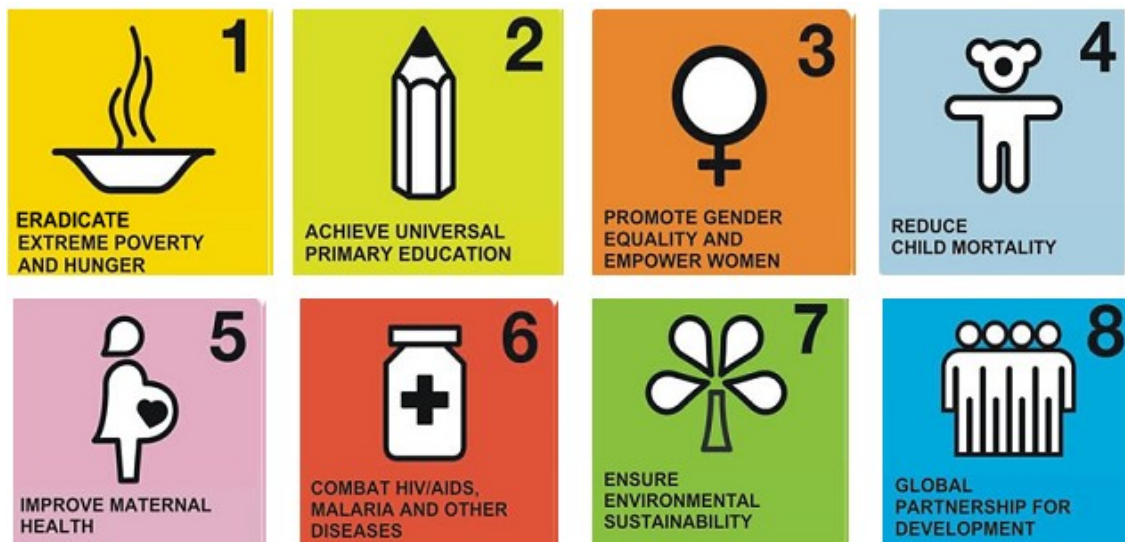 1
ERADICATE
EXTREME POVERTY
AND HUNGER
2
ACHIEVE UNIVERSAL
PRIMARY EDUCATION
3
PROMOTE GENDER
EQUALITY AND
EMPOWER WOMEN
4
REDUCE
CHILD MORTALITY
5
IMPROVE MATERNAL
HEALTH
6
COMBAT HIV/AIDS,
MALARIA AND OTHER
DISEASES
7
ENSURE
ENVIRONMENTAL
SUSTAINABILITY
8
GLOBAL
PARTNERSHIP FOR
DEVELOPMENT